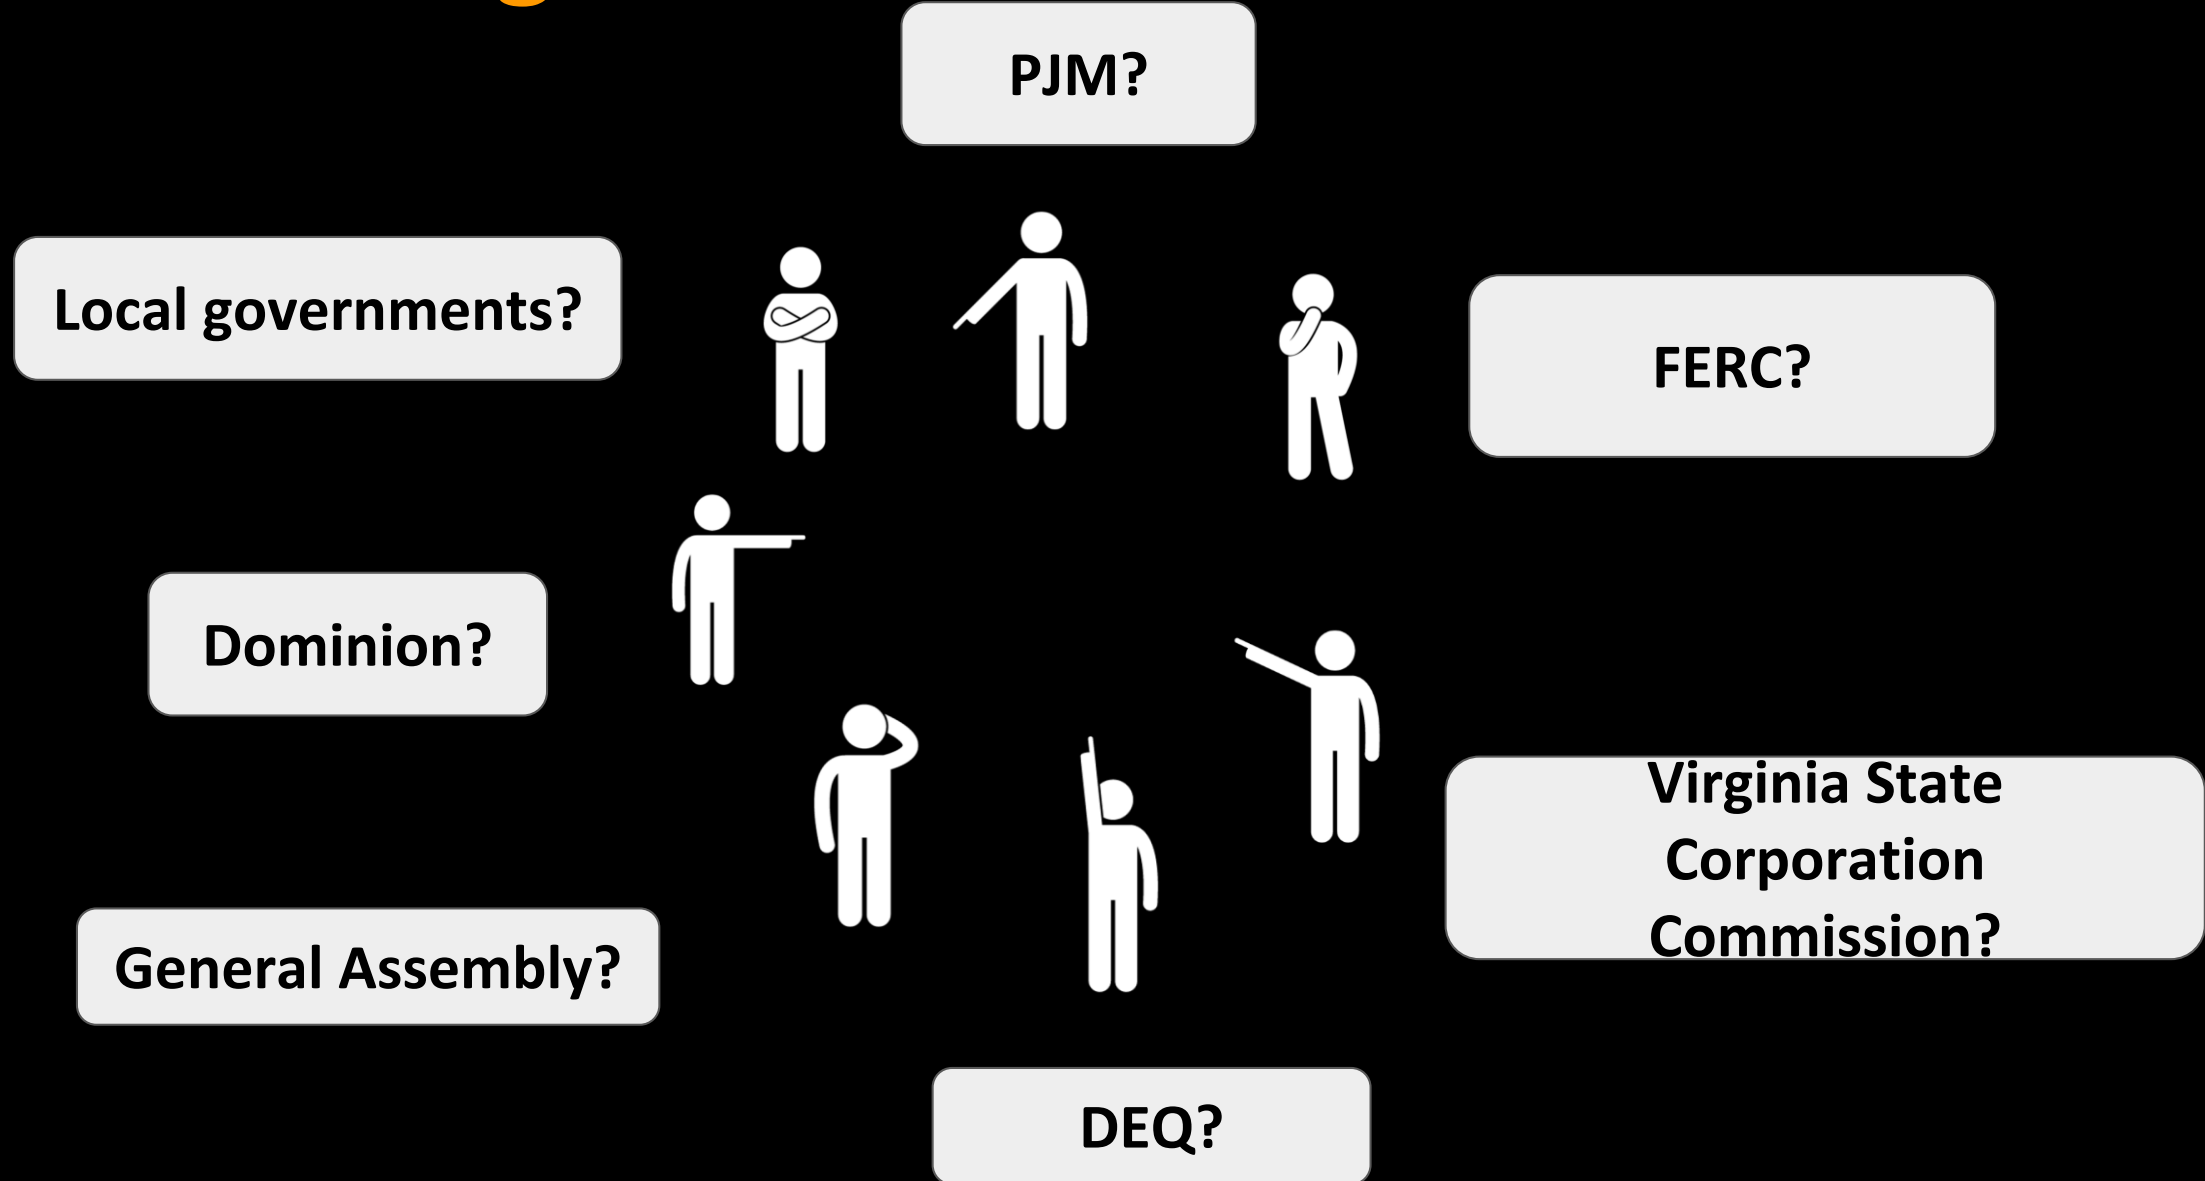 PJM?
Local governments?
FERC?
Dominion?
Virginia State
Corporation
Commission?
General Assembly?
DEQ?